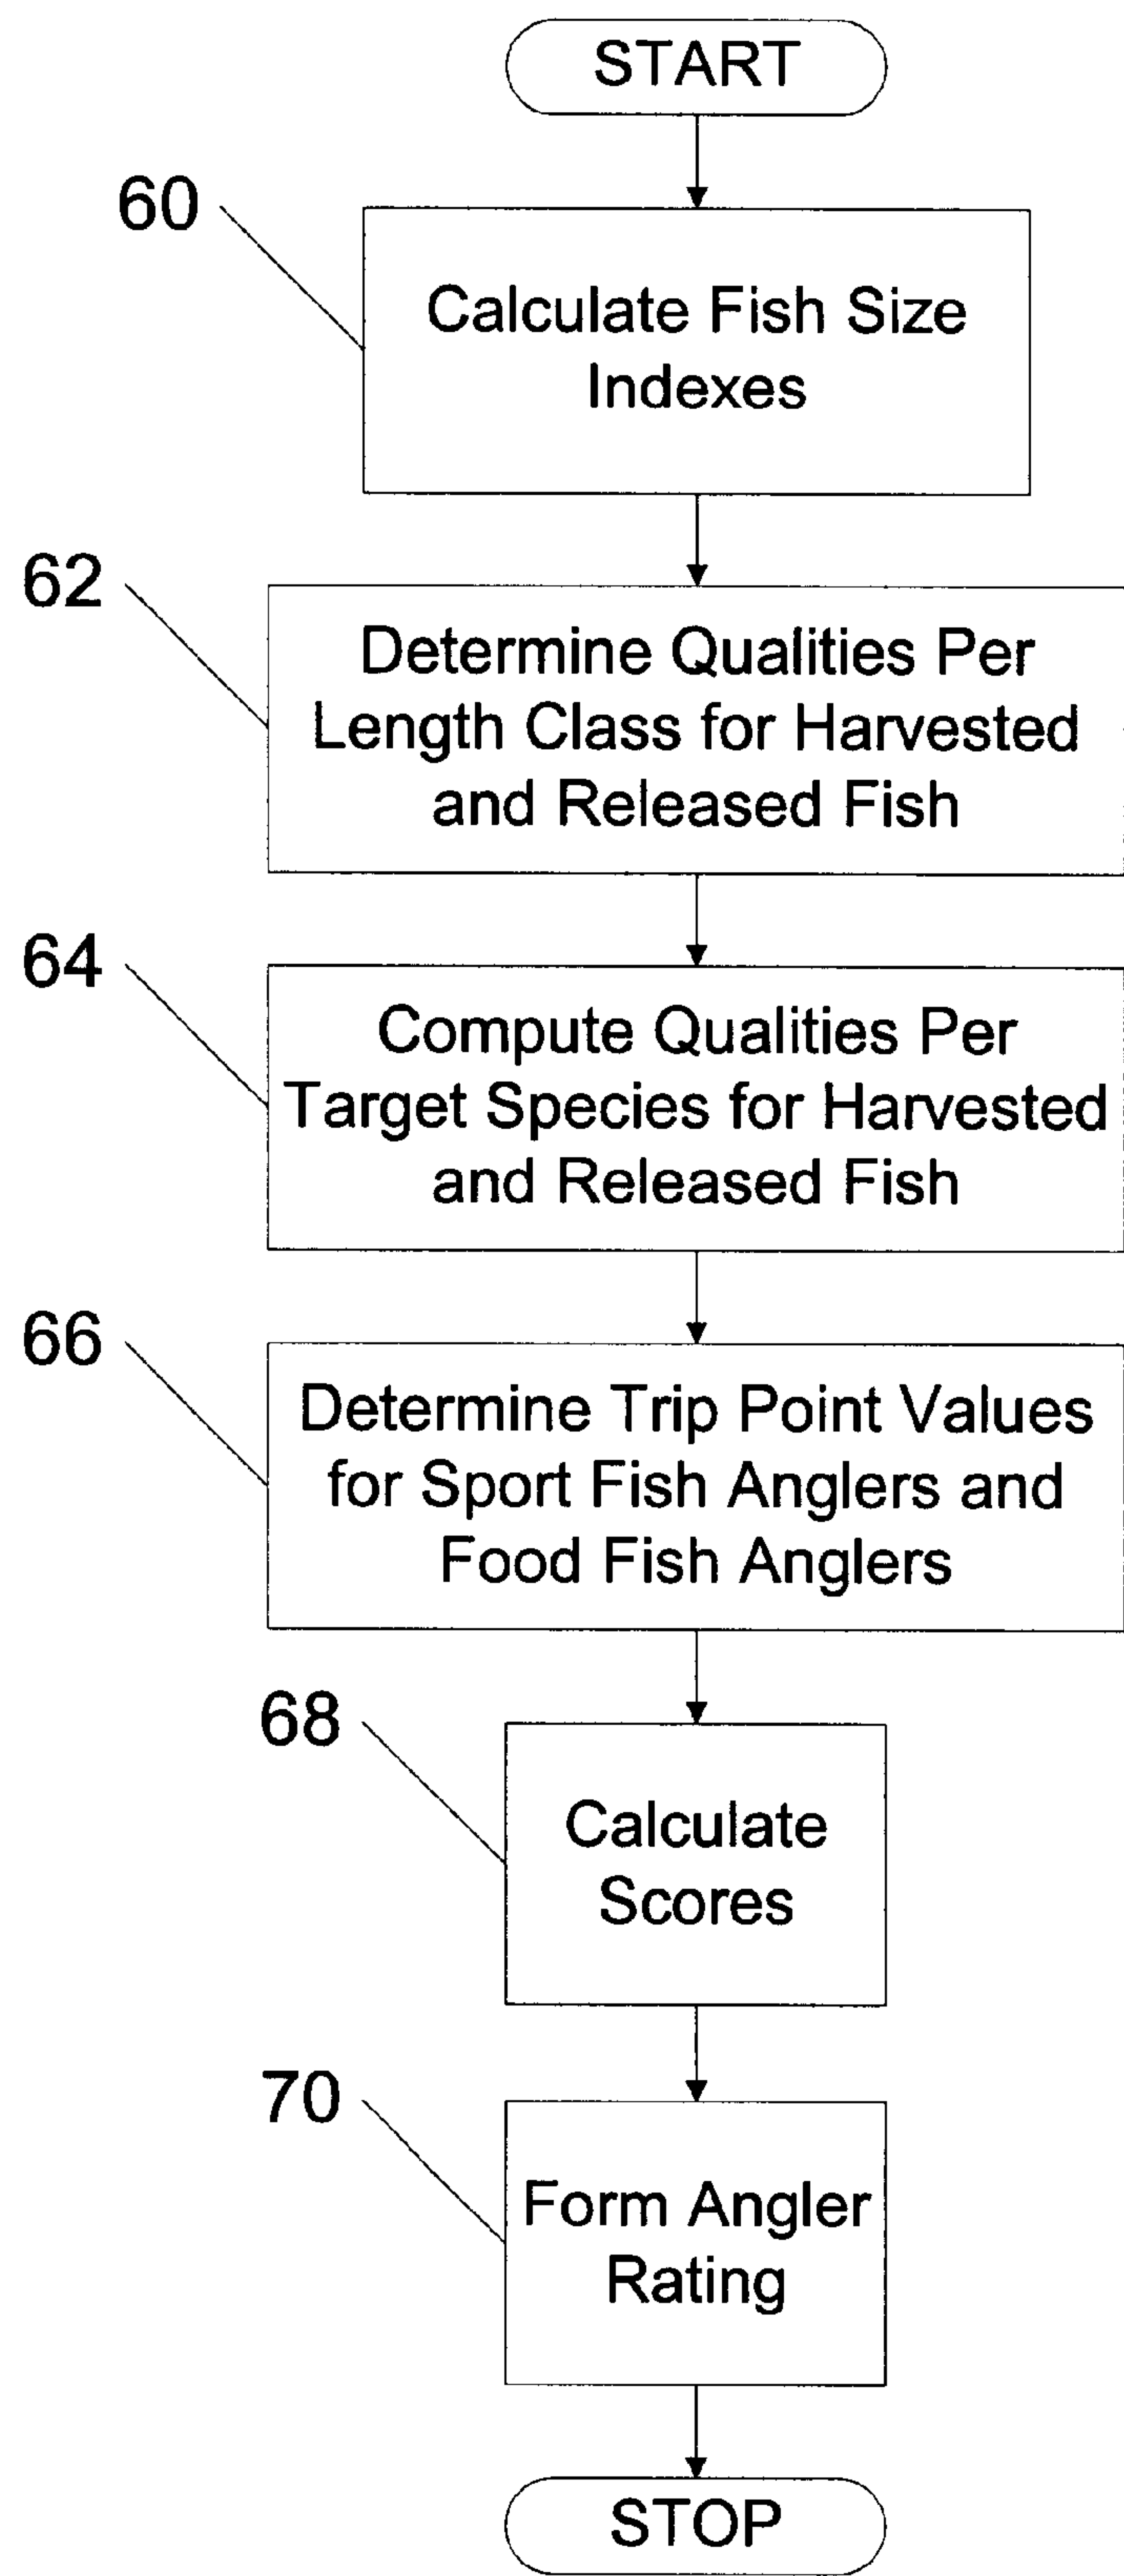 START
60
Calculate Fish Size
Indexes
62
Determine Qualities Per
Length Class for Harvested
and Released Fish
64
Compute Qualities Per
Target Species for Harvested
and Released Fish
66
Determine Trip Point Values
for Sport Fish Anglers and
Food Fish Anglers
68
Calculate
Scores
70
Form Angler
Rating
STOP